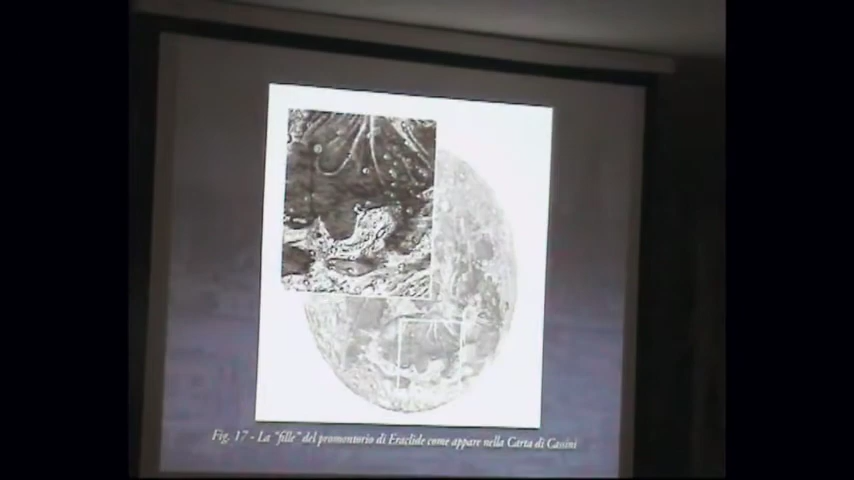 Fig. 17 - La "fille" del promontorio di Eraclide come appare nella Carta di Cassini